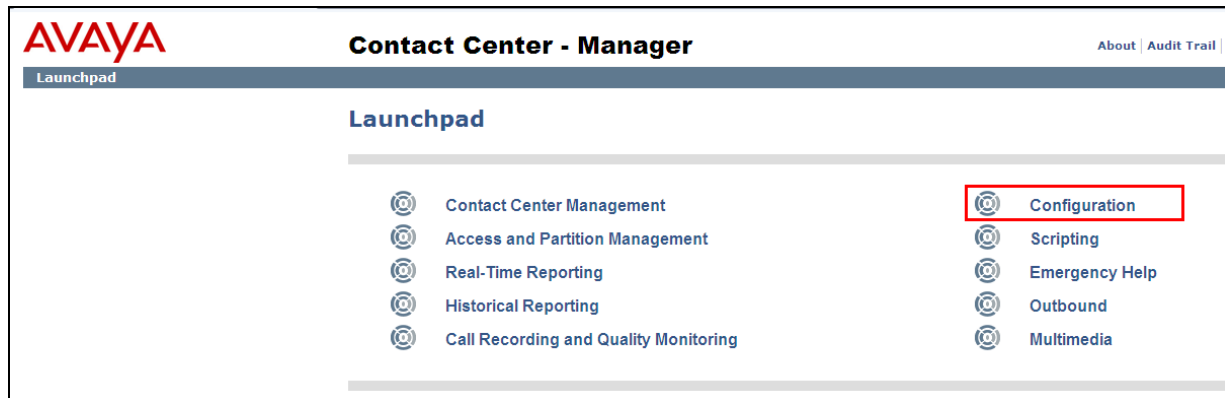 AVAYA
Contact Center - Manager
About | Audit Trail |
Launchpad
Launchpad
Contact Center Management
Configuration
Access and Partition Management
Scripting
Real-Time Reporting
Emergency Help
Historical Reporting
Outbound
Call Recording and Quality Monitoring
Multimedia